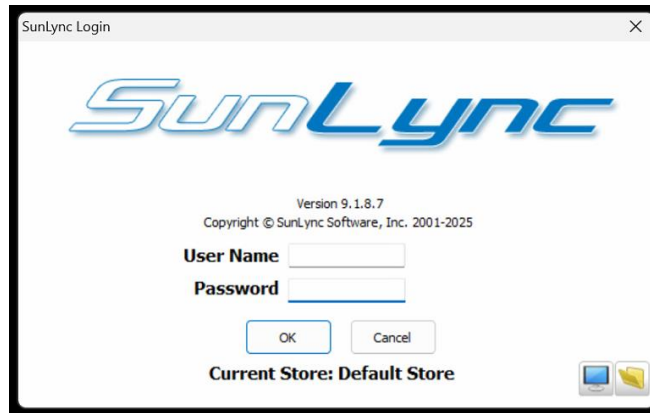 SunLync Login
SunLync
Version 9.1.8.7
Copyright © SunLync Software, Inc. 2001-2025
User Name
Password
OK
Cancel
Current Store: Default Store